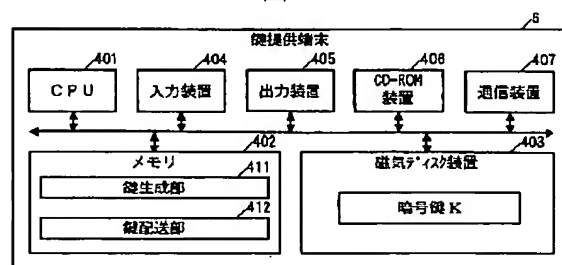 5
鍵提供端末
401
404
405
406
407
CPU
入力装置
出力装置
CD-ROM
装置
通信装置
402
403
メモリ
磁気ディスク装置
411
鍵生成部
412
鍵配送部
暗号鍵K